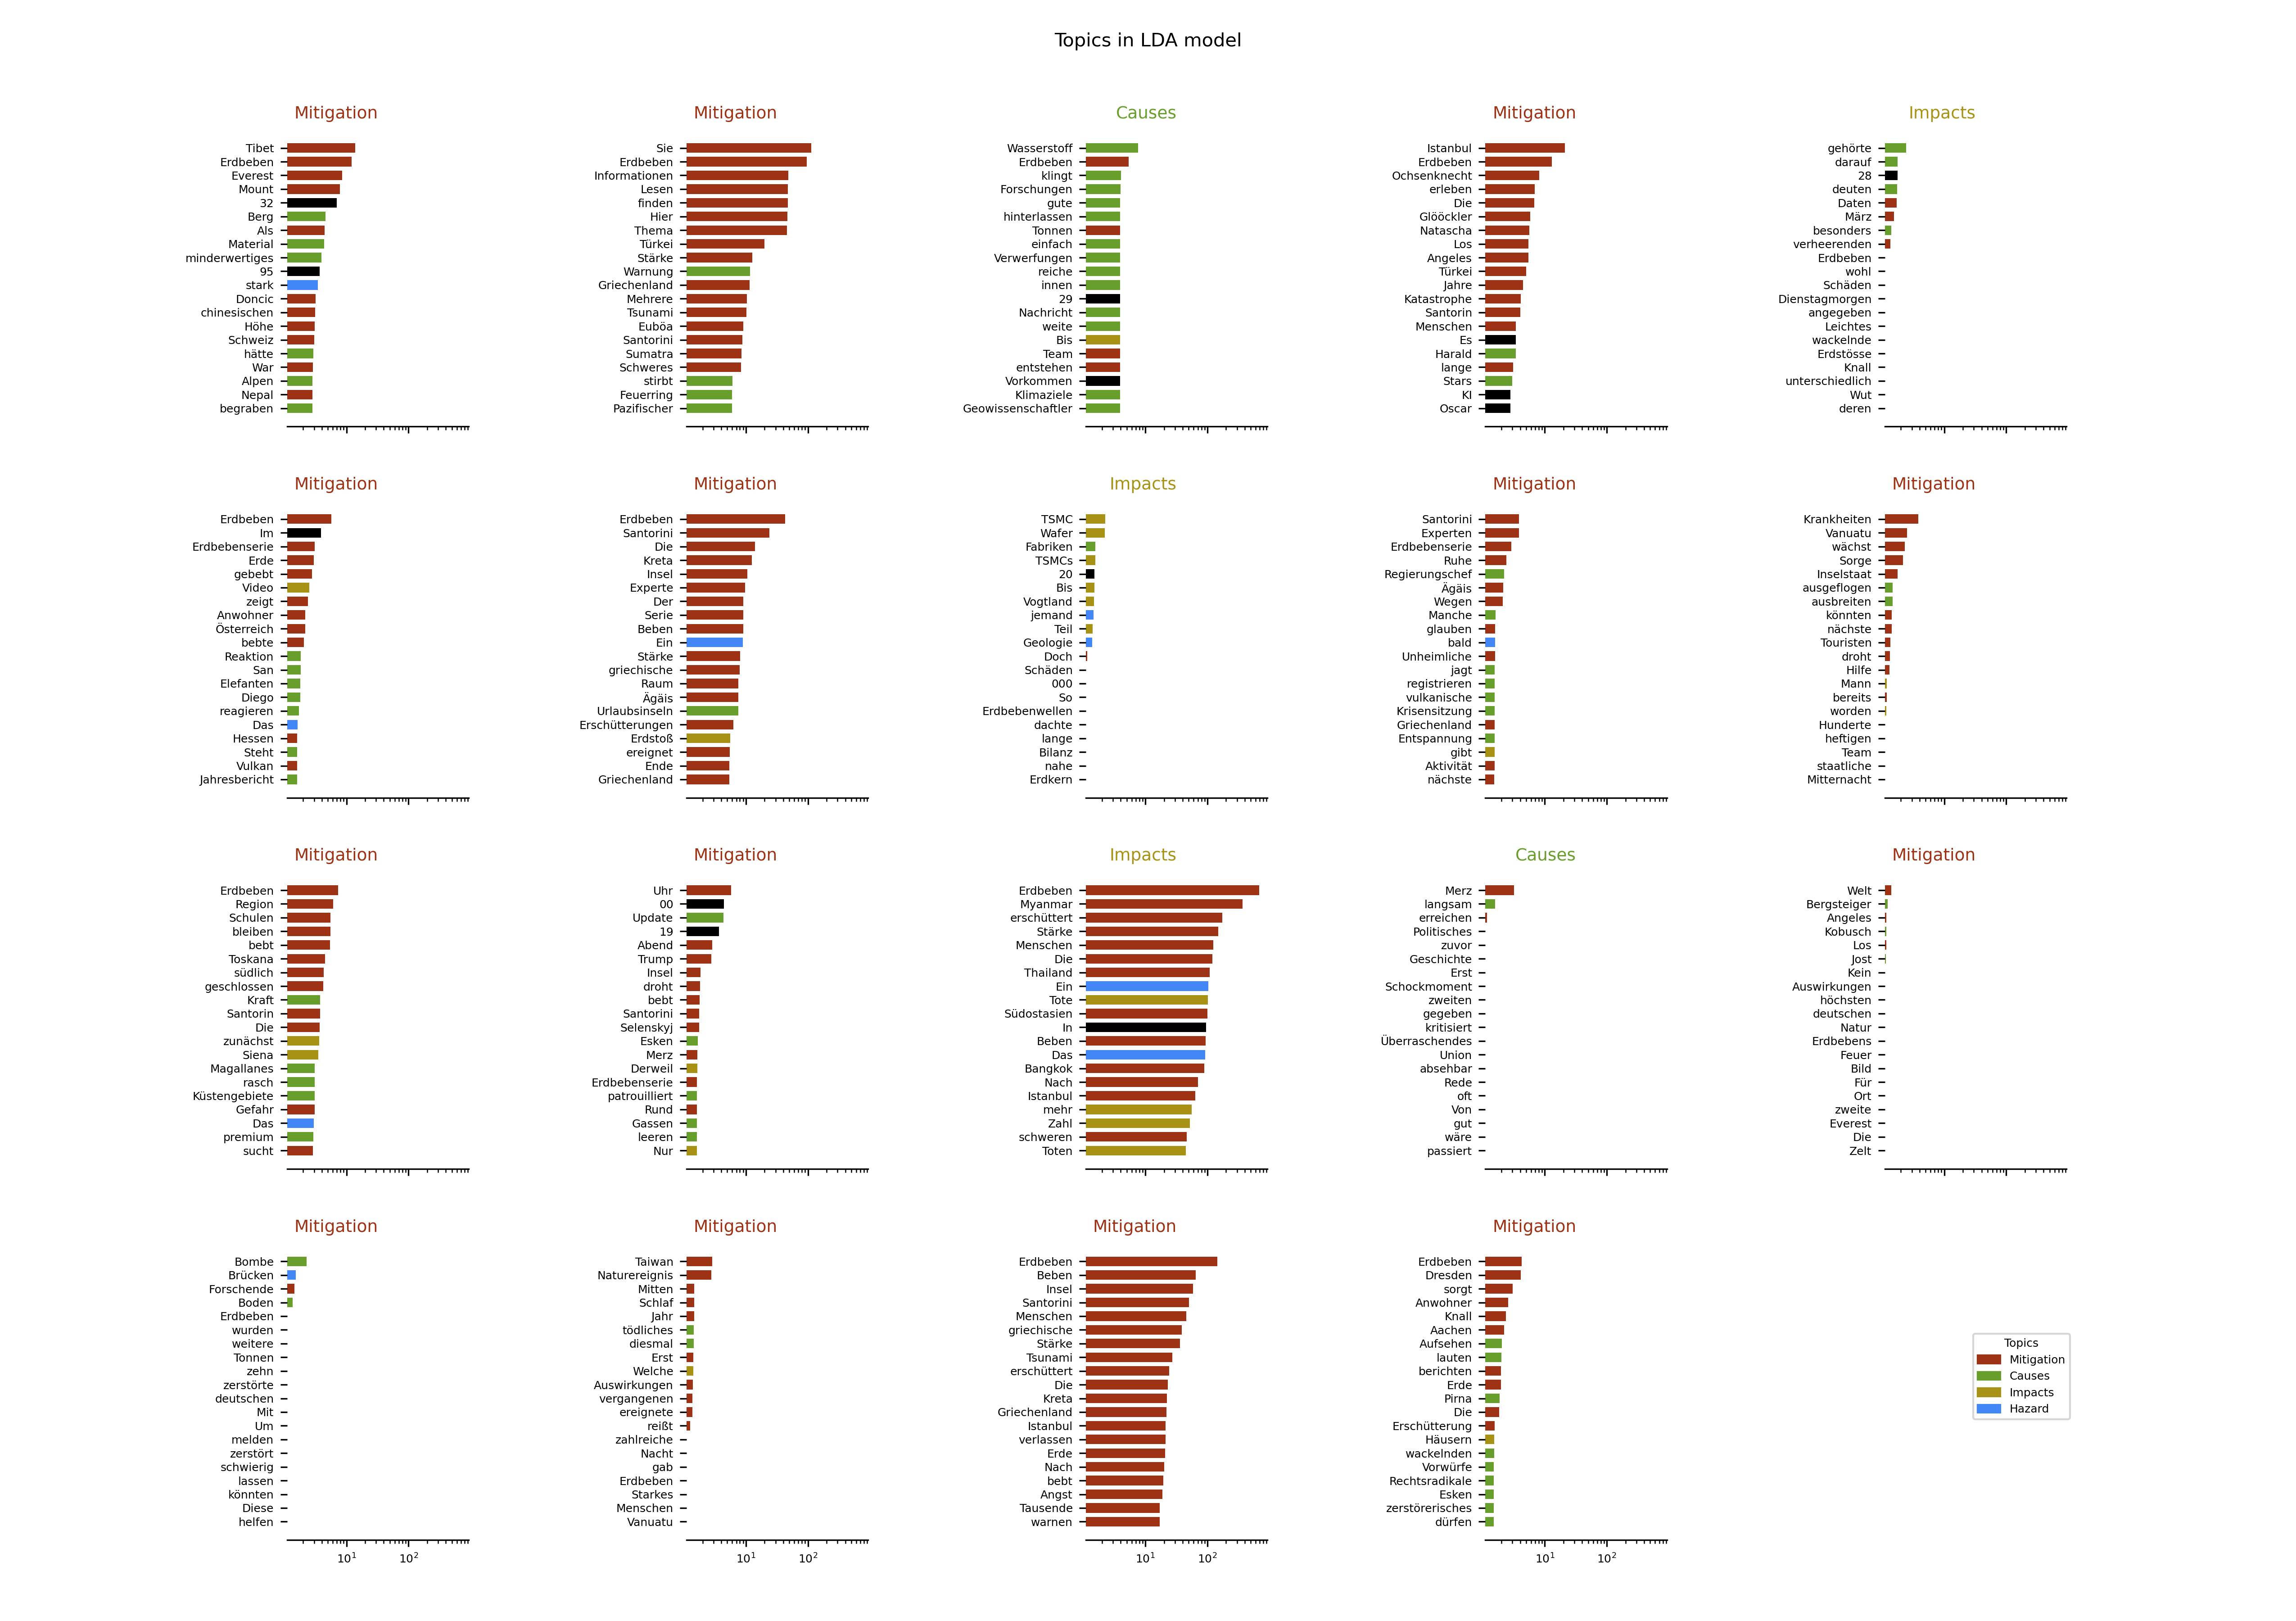 Topics in LDA model
Mitigation
Tibet
Erdbeben
Everest
Mount
32
Berg
Als
Material
minderwertiges
95
stark
Doncic
chinesischen
Höhe
Schweiz
hätte
War
Alpen
Nepal
begraben
Mitigation
Sie
Erdbeben
Informationen
Lesen
finden
Hier
Thema
Türkei
Stärke
Warnung
Griechenland
Mehrere
Tsunami
Euböa
Santorini
Sumatra
Schweres
stirbt
Feuerring
Pazifischer
Causes
Wasserstoff
Erdbeben
klingt
Forschungen
gute
hinterlassen
Tonnen
einfach
Verwerfungen
reiche
innen
29
Nachricht
weite
Bis
Team
entstehen
Vorkommen
Klimaziele
Geowissenschaftler
Mitigation
Istanbul
Erdbeben
Ochsenknecht
erleben
Die
Glööckler
Natascha
Los
Angeles
Türkei
Jahre
Katastrophe
Santorin
Menschen
Es
Harald
lange
Stars
KI
Oscar
Impacts
gehörte
darauf
28
deuten
Daten
März
besonders
verheerenden
Erdbeben
wohl
Schäden
Dienstagmorgen
angegeben
Leichtes
wackelnde
Erdstösse
Knall
unterschiedlich
Wut
deren
Mitigation
Erdbeben
Im
Erdbebenserie
Erde
gebebt
Video
zeigt
Anwohner
Österreich
bebte
Reaktion
San
Elefanten
Diego
reagieren
Das
Hessen
Steht
Vulkan
Jahresbericht
Mitigation
Erdbeben
Santorini
Die
Kreta
Insel
Experte
Der
Serie
Beben
Ein
Stärke
griechische
Raum
Ägäis
Urlaubsinseln
Erschütterungen
Erdstoß
ereignet
Ende
Griechenland
Impacts
TSMC
Wafer
Fabriken
TSMCs
20
Bis
Vogtland
jemand
Teil
Geologie
Doch
Schäden
000
So
Erdbebenwellen
dachte
lange
Bilanz
nahe
Erdkern
Mitigation
Santorini
Experten
Erdbebenserie
Ruhe
Regierungschef
Ägäis
Wegen
Manche
glauben
bald
Unheimliche
jagt
registrieren
vulkanische
Krisensitzung
Griechenland
Entspannung
gibt
Aktivität
nächste
Mitigation
Krankheiten
Vanuatu
wächst
Sorge
Inselstaat
ausgeflogen
ausbreiten
könnten
nächste
Touristen
droht
Hilfe
Mann
bereits
worden
Hunderte
heftigen
Team
staatliche
Mitternacht
Mitigation
Erdbeben
Region
Schulen
bleiben
bebt
Toskana
südlich
geschlossen
Kraft
Santorin
Die
zunächst
Siena
Magallanes
rasch
Küstengebiete
Gefahr
Das
premium
sucht
Mitigation
Uhr
00
Update
19
Abend
Trump
Insel
droht
bebt
Santorini
Selenskyj
Esken
Merz
Derweil
Erdbebenserie
patrouilliert
Rund
Gassen
leeren
Nur
Impacts
Erdbeben
Myanmar
erschüttert
Stärke
Menschen
Die
Thailand
Ein
Tote
Südostasien
In
Beben
Das
Bangkok
Nach
Istanbul
mehr
Zahl
schweren
Toten
Causes
Merz
langsam
erreichen
Politisches
zuvor
Geschichte
Erst
Schockmoment
zweiten
gegeben
kritisiert
Überraschendes
Union
absehbar
Rede
oft
Von
gut
wäre
passiert
Mitigation
Welt
Bergsteiger
Angeles
Kobusch
Los
Jost
Kein
Auswirkungen
höchsten
deutschen
Natur
Erdbebens
Feuer
Bild
Für
Ort
zweite
Everest
Die
Zelt
Mitigation
Bombe
Brücken
Forschende
Boden
Erdbeben
wurden
weitere
Tonnen
zehn
zerstörte
deutschen
Mit
Um
melden
zerstört
schwierig
lassen
könnten
Diese
helfen
10¹ 10²
Mitigation
Taiwan
Naturereignis
Mitten
Schlaf
Jahr
tödliches
diesmal
Erst
Welche
Auswirkungen
vergangenen
ereignete
reißt
zahlreiche
Nacht
gab
Erdbeben
Starkes
Menschen
Vanuatu
10¹ 10²
Mitigation
Erdbeben
Beben
Insel
Santorini
Menschen
griechische
Stärke
Tsunami
erschüttert
Die
Kreta
Griechenland
Istanbul
verlassen
Erde
Nach
bebt
Angst
Tausende
warnen
10¹ 10²
Mitigation
Erdbeben
Dresden
sorgt
Anwohner
Knall
Aachen
Aufsehen
lauten
berichten
Erde
Pirna
Die
Erschütterung
Häusern
wackelnden
Vorwürfe
Rechtsradikale
Esken
zerstörerisches
dürfen
10¹ 10²
Topics
Mitigation
Causes
Impacts
Hazard